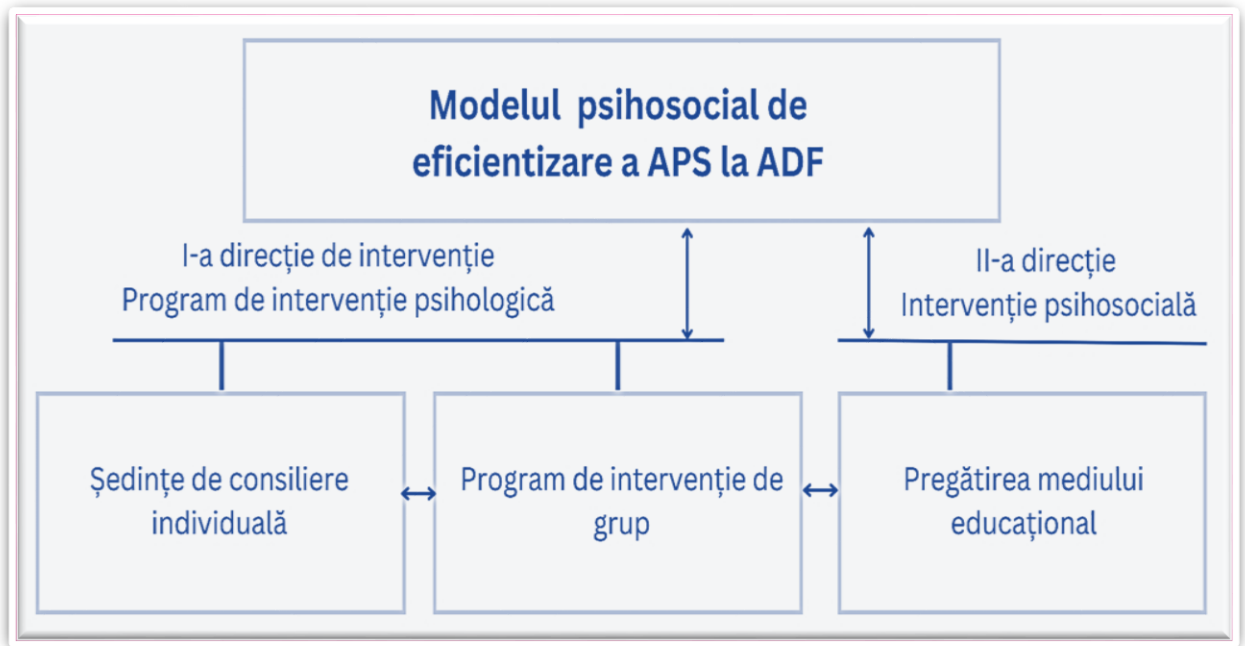 Modelul psihosocial de
eficientizare a APS la ADF
I-a direcție de intervenție
Program de intervenție psihologică
II-a direcție
Intervenție psihosocială
Ședințe de consiliere
individuală
Program de intervenție de
grup
Pregătirea mediului
educațional